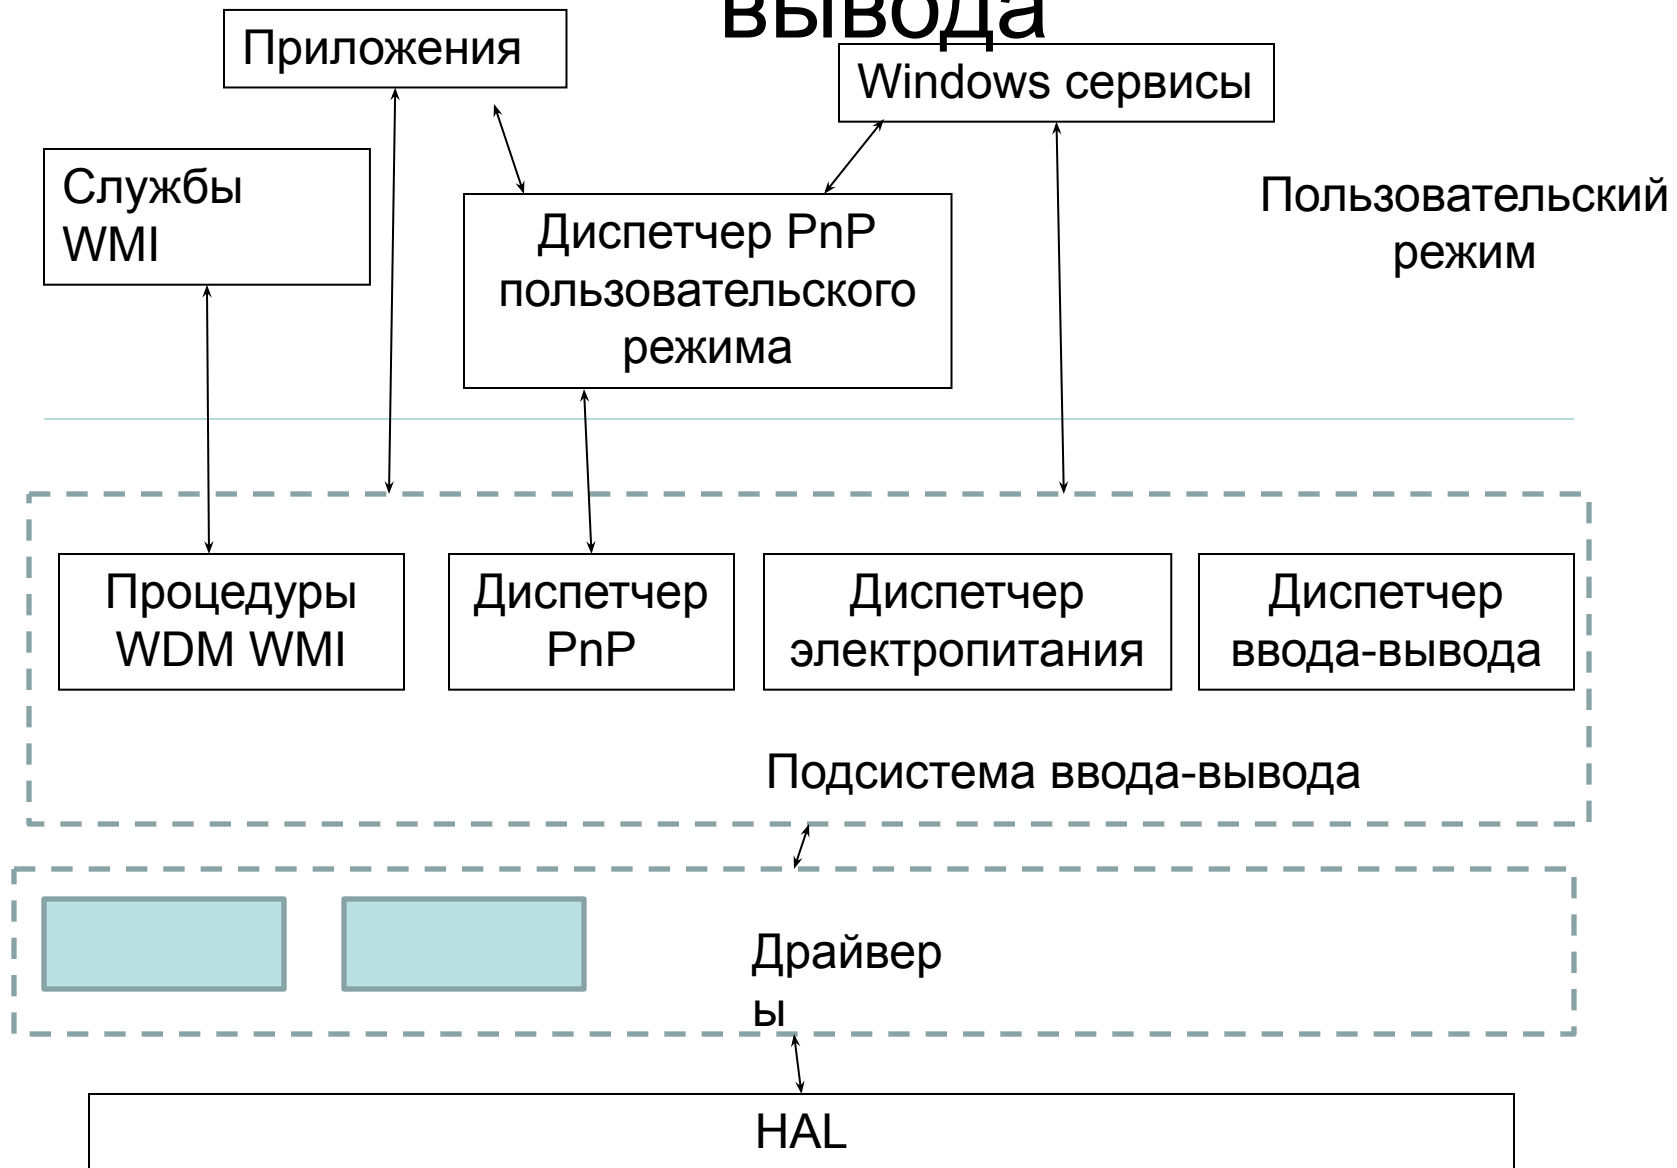 вывода
Приложения
Windows сервисы
Службы
WMI
Диспетчер PnP
пользовательского
режима
Пользовательский
режим
Процедуры
WDM WMI
Диспетчер
PnP
Диспетчер
электропитания
Диспетчер
ввода-вывода
Подсистема ввода-вывода
Драйвер
ы
HAL